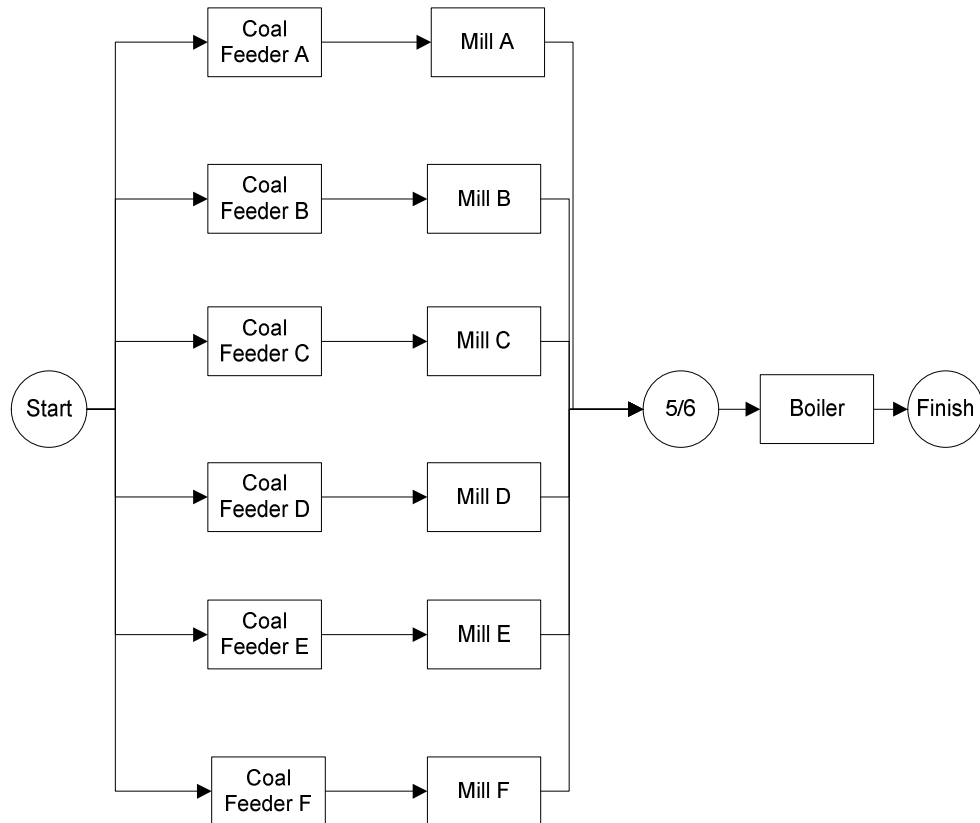 Coal
Feeder A
Mill A
Coal
Feeder B
Mill B
Coal
Feeder C
Mill C
Start
5/6
Boiler
Finish
Coal
Feeder D
Mill D
Coal
Feeder E
Mill E
Coal
Feeder F
Mill F